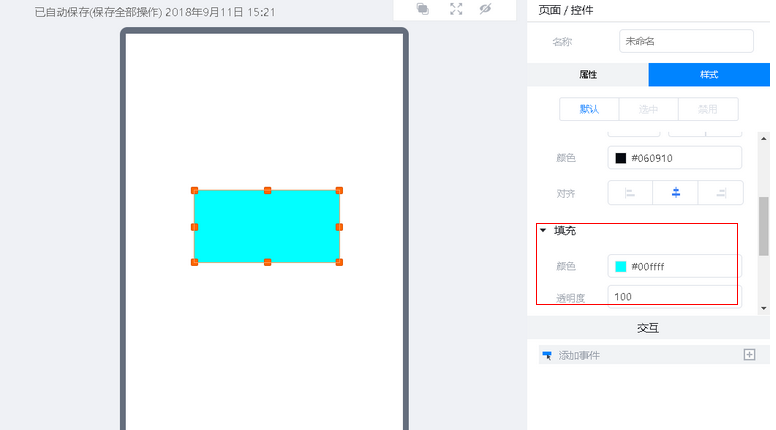 已自动保存(保存全部操作) 2018年9月11日 15:21
页面 / 控件
名称 未命名
属性 样式
默认 选中 禁用
颜色 #060910
对齐
填充
颜色 #00ffff
透明度 100
交互
添加事件